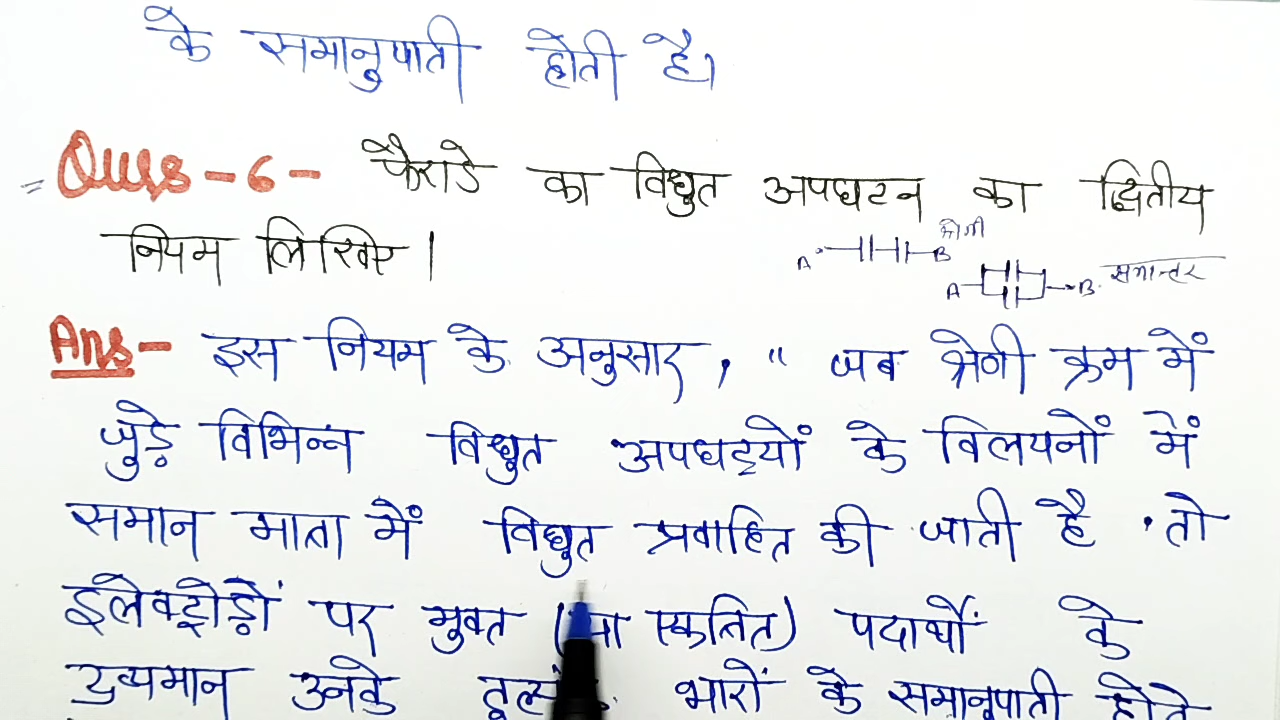 के समानुपाती होती है।
Ques - 6 - फैराडे का विधुत अपघटन का द्वितीय
नियम लिखिए।
A B श्रेणी
A B समान्तर
Ans - इस नियम के अनुसार, " जब श्रेणी क्रम में
जुड़े विभिन्न विधुत अपघट्यों के विलयनों में
समान मात्रा में विधुत प्रवाहित की जाती है तो
इलेक्ट्रोड़ों पर मुक्त ( एकत्रित) पदार्थों के
द्रव्यमान उनके भारों के समानुपाती होते